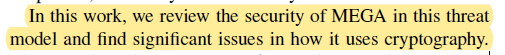 In this work, we review the security of MEGA in this threat
model and find significant issues in how it uses cryptography.